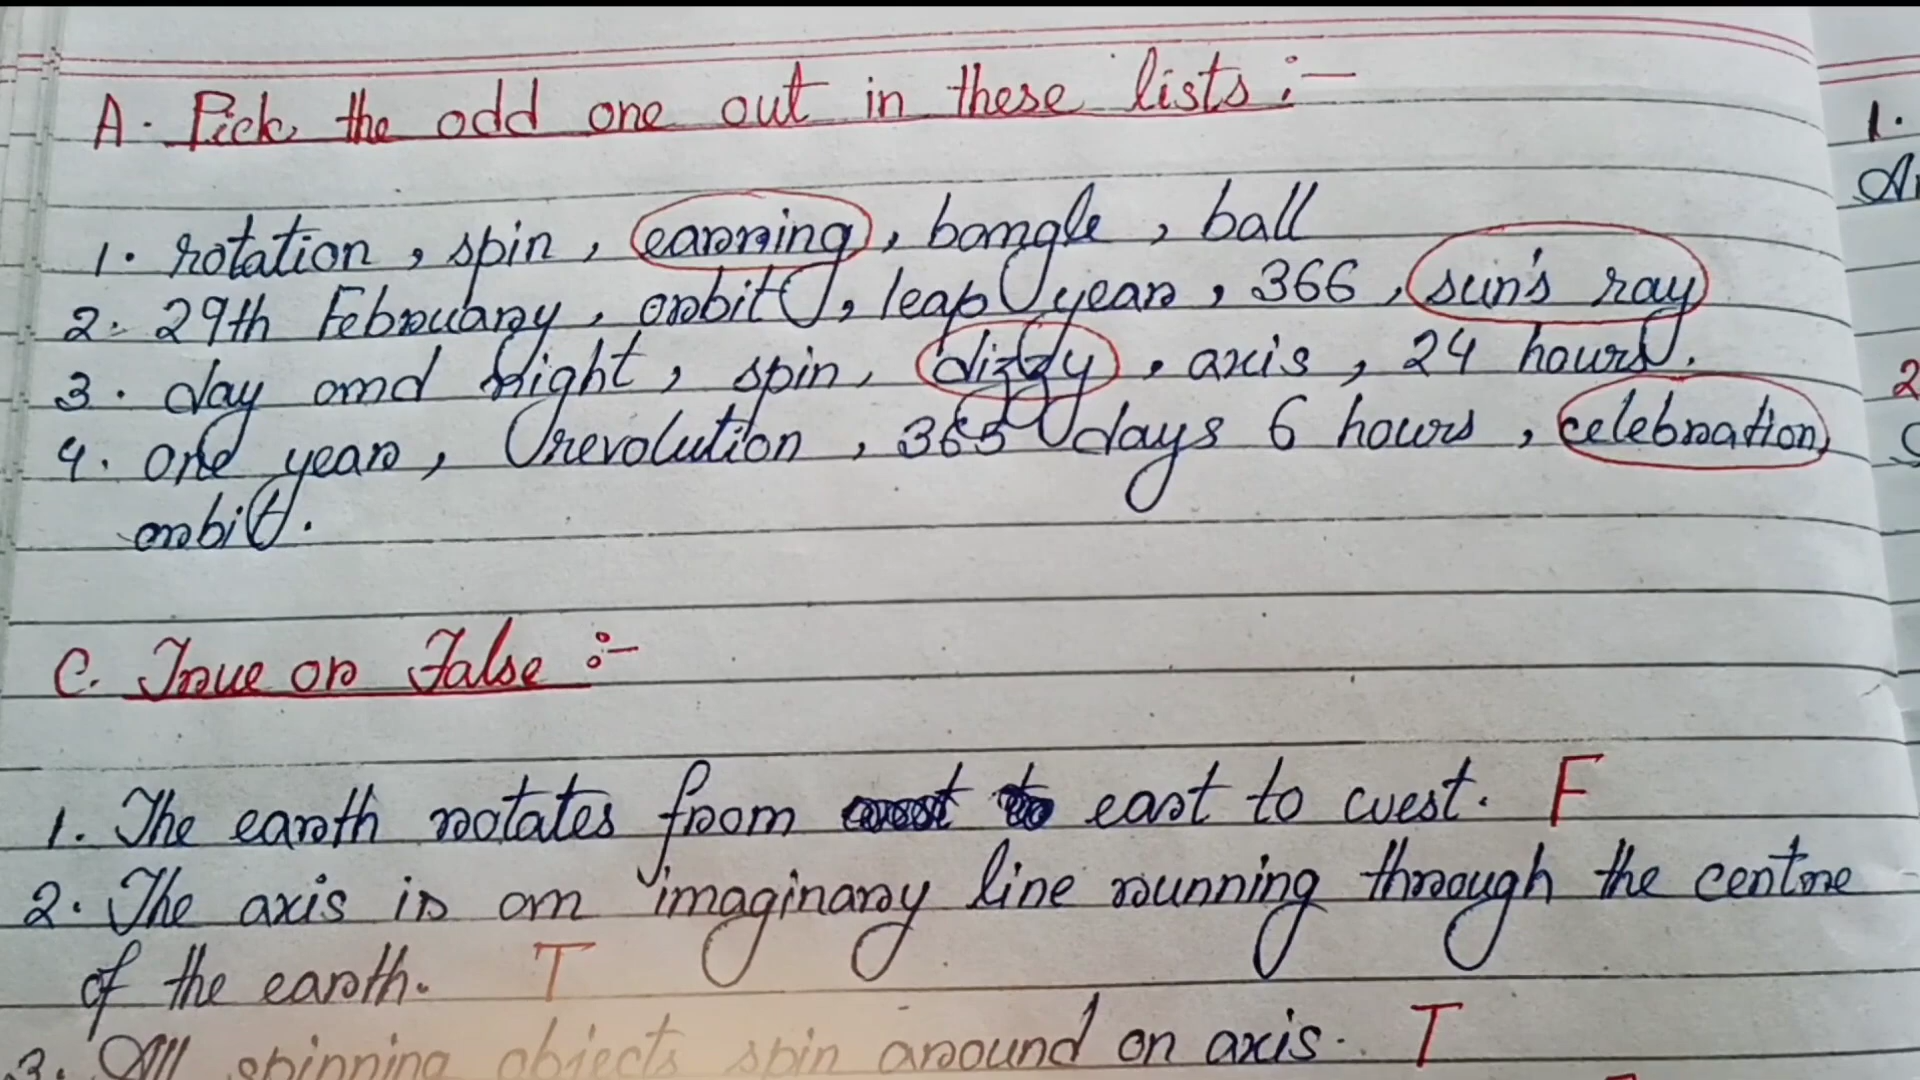 A. Pick the odd one out in these lists :-
1. rotation, spin, earring, bangle, ball
2. 29th February, orbit, leap year, 366, sun's ray
3. day and night, spin, dizzy, axis, 24 hours.
4. One year, revolution, 365 days 6 hours, celebration,
orbit.
C. True or False :-
1. The earth rotates from east to west. F
2. The axis is an imaginary line running through the centre
of the earth. T
3. All spinning objects spin around on axis. T
1.
2